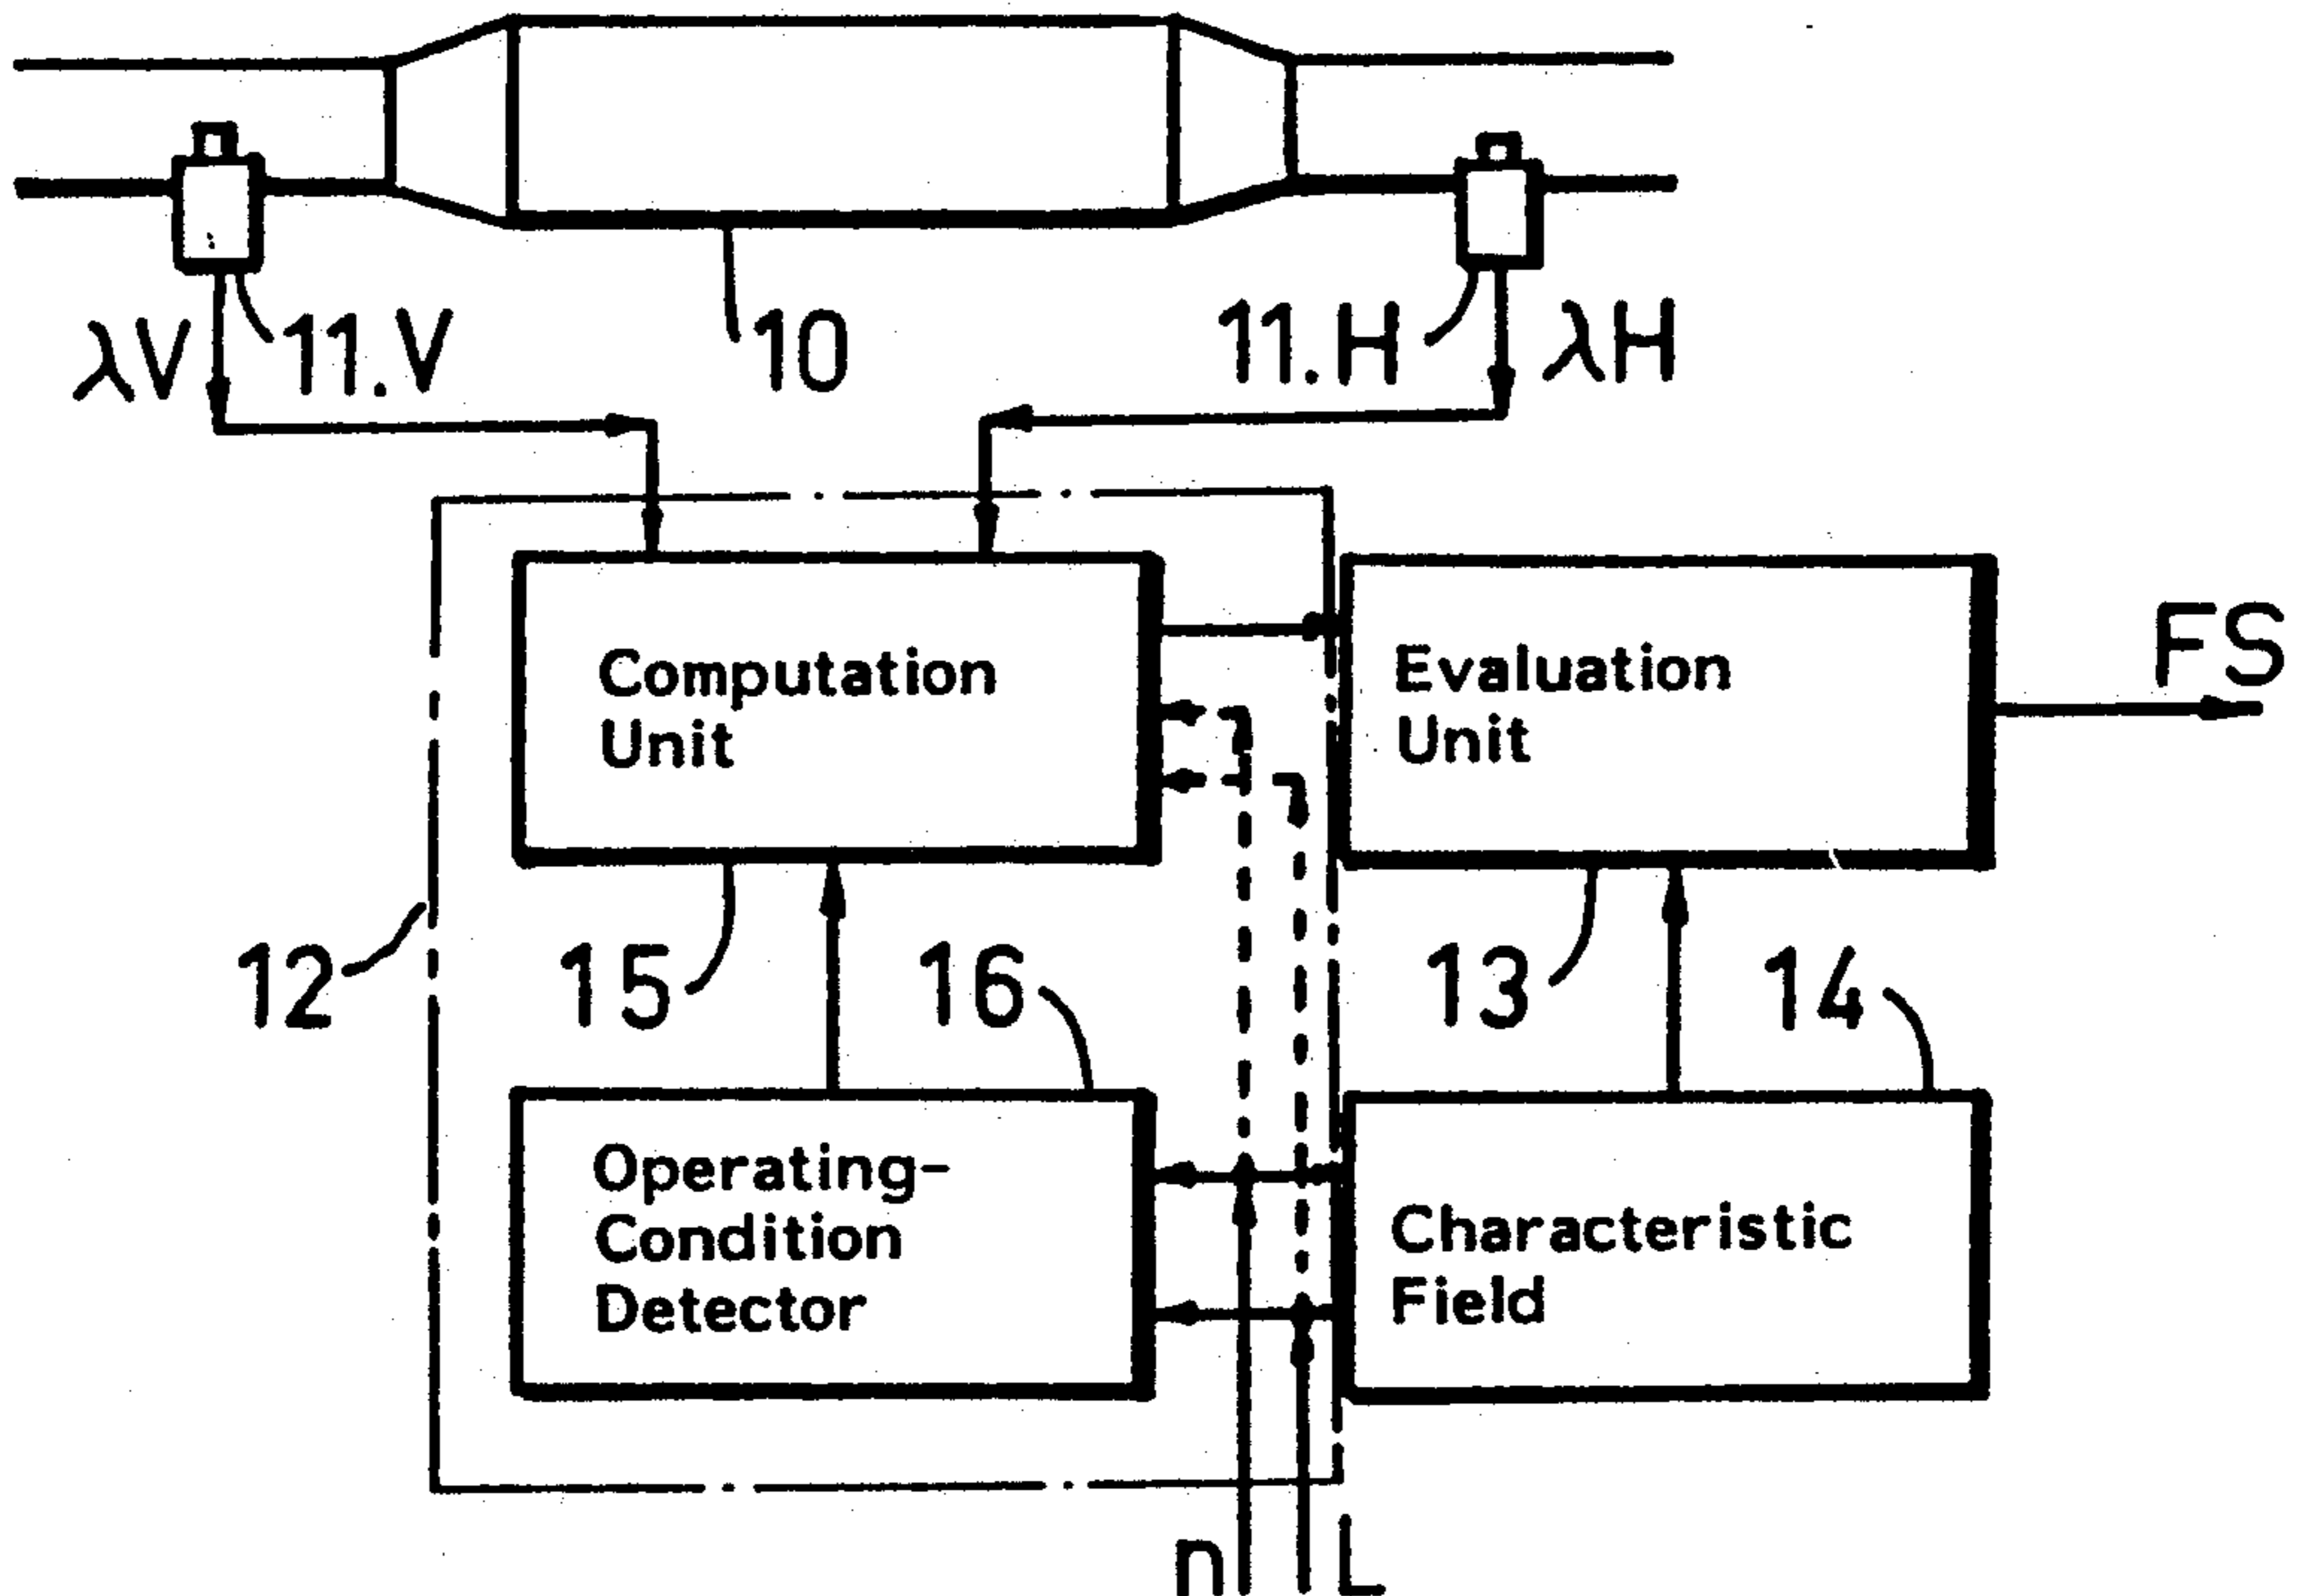 λV
11.V
10
11.H
λH
Computation
Unit
Evaluation
Unit
FS
12
15
16
13
14
Operating-
Condition
Detector
Characteristic
Field
n
L